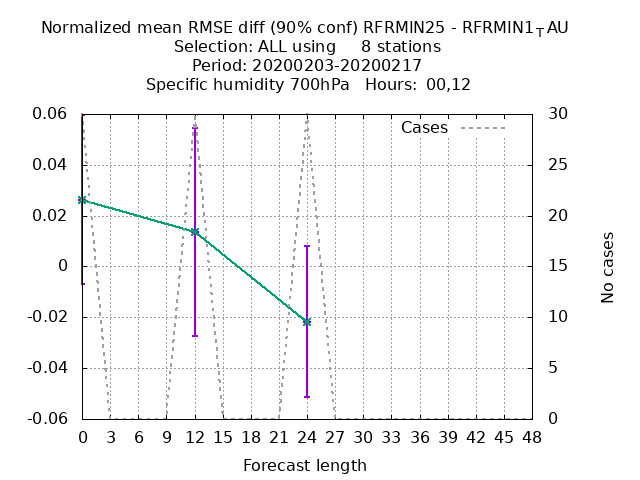 Normalized mean RMSE diff (90% conf) RFRMIN25 - RFRMIN1_TAU
Selection: ALL using 8 stations
Period: 20200203-20200217
Specific humidity 700hPa Hours: 00,12
Cases
0.06
0.04
0.02
0
-0.02
-0.04
-0.06
30
25
20
15
10
5
0
No cases
0 3 6 9 12 15 18 21 24 27 30 33 36 39 42 45 48
Forecast length